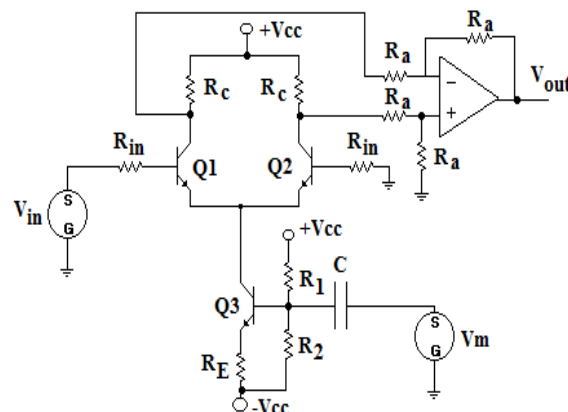 +Vcc
Ra
Ra
Vout
Rc
Rc
−
+
Ra
Ra
Rin
Rin
Q1
Q2
Vin
S
G
+Vcc
C
R1
Q3
R2
S
G
Vm
RE
-Vcc